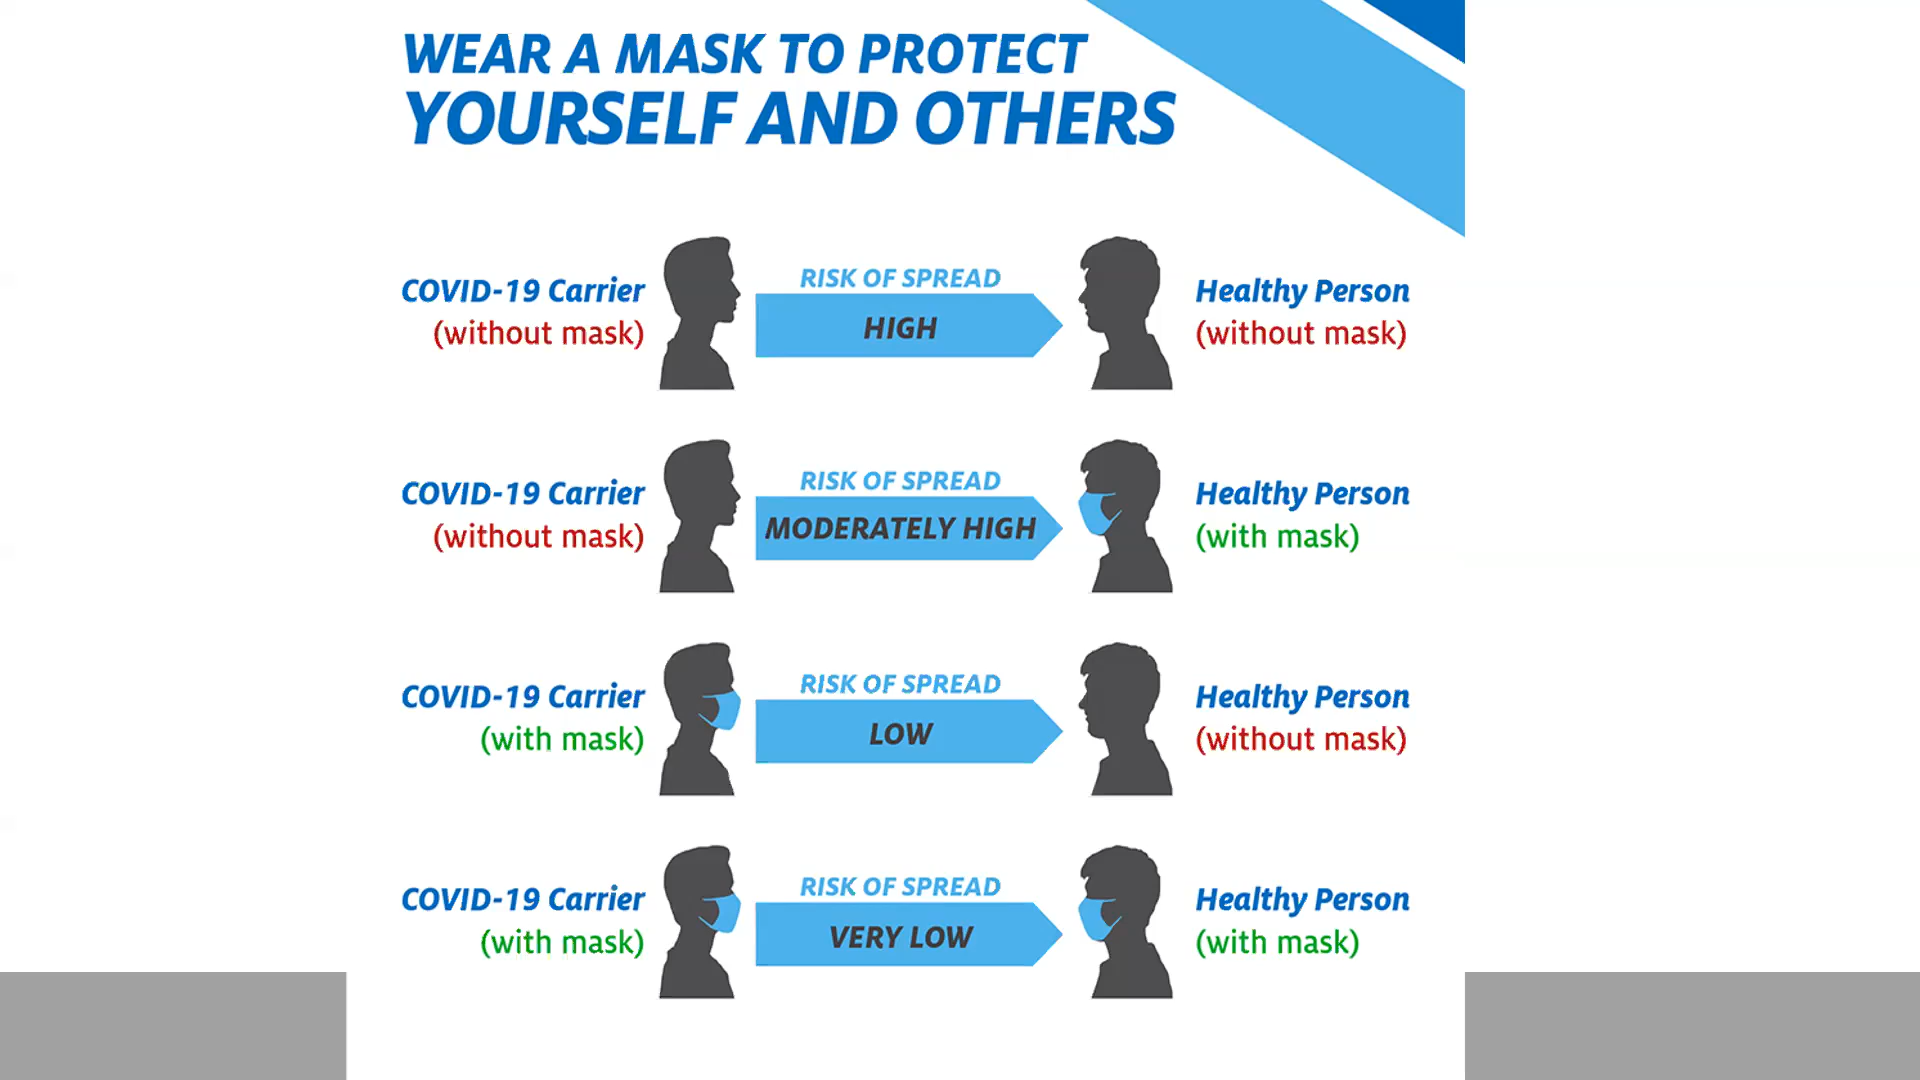 WEAR A MASK TO PROTECT
YOURSELF AND OTHERS
COVID-19 Carrier
(without mask)
RISK OF SPREAD
HIGH
Healthy Person
(without mask)
COVID-19 Carrier
(without mask)
RISK OF SPREAD
MODERATELY HIGH
Healthy Person
(with mask)
COVID-19 Carrier
(with mask)
RISK OF SPREAD
LOW
Healthy Person
(without mask)
COVID-19 Carrier
(with mask)
RISK OF SPREAD
VERY LOW
Healthy Person
(with mask)